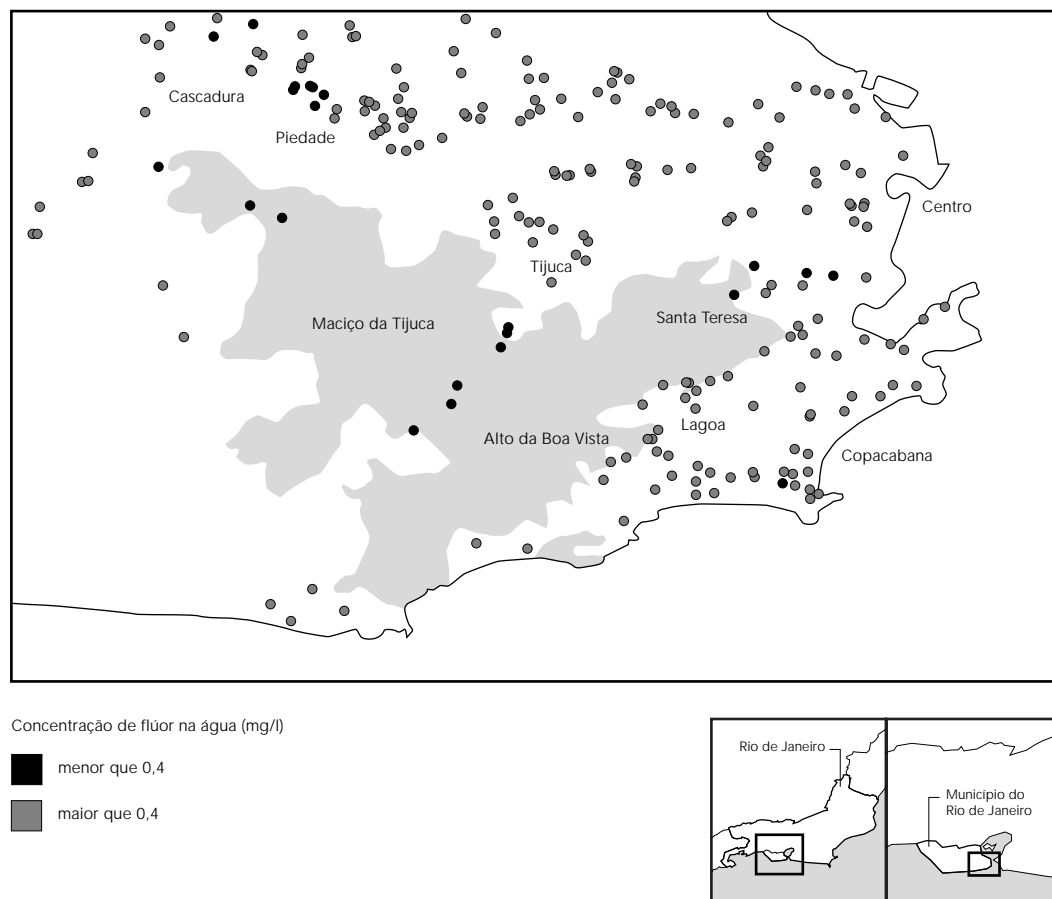 Cascadura
Piedade
Centro
Tijuca
Maciço da Tijuca
Santa Teresa
Lagoa
Alto da Boa Vista
Copacabana
Concentração de flúor na água (mg/l)
menor que 0,4
maior que 0,4
Rio de Janeiro
Município do
Rio de Janeiro